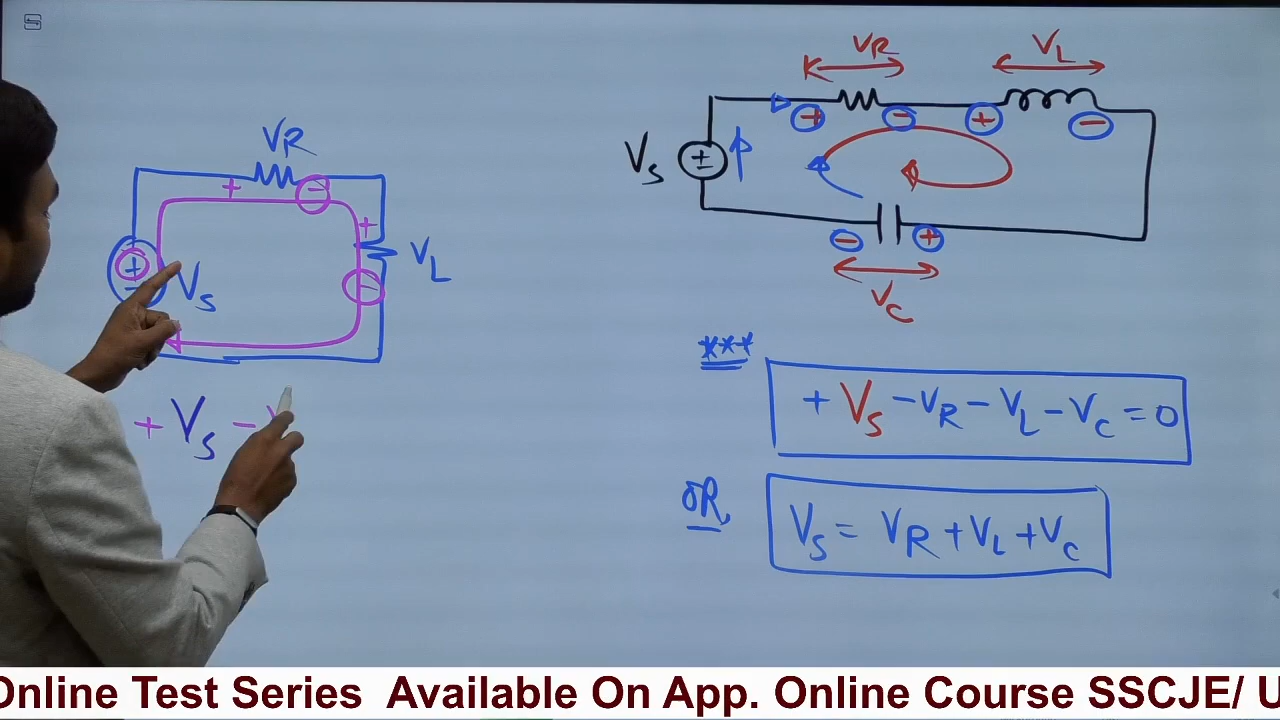 VR
+ -
+
VL
-
+
-
Vs
+ Vs -
VR VL
+ - + -
Vs
+
-
- +
Vc
***
+ Vs - VR - VL - Vc = 0
OR,
Vs = VR + VL + Vc
Online Test Series Available On App. Online Course SSCJE/ U